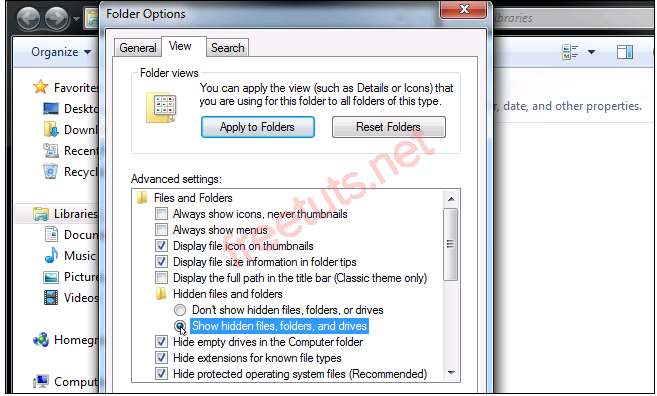 Folder Options
Libraries
General
View
Search
Organize
Folder views
You can apply the view (such as Details or Icons) that
you are using for this folder to all folders of this type.
Apply to Folders
Reset Folders
r, date, and other properties.
Favorites
Deskto
Downl
Recen
Recycl
Libraries
Docum
Music
Picture
Videos
Homegr
Comput
Advanced settings:
Files and Folders
Always show icons, never thumbnails
Always show menus
Display file icon on thumbnails
Display file size information in folder tips
Display the full path in the title bar (Classic theme only)
Hidden files and folders
Don't show hidden files, folders, or drives
Show hidden files, folders, and drives
Hide empty drives in the Computer folder
Hide extensions for known file types
Hide protected operating system files (Recommended)
freetuts.net